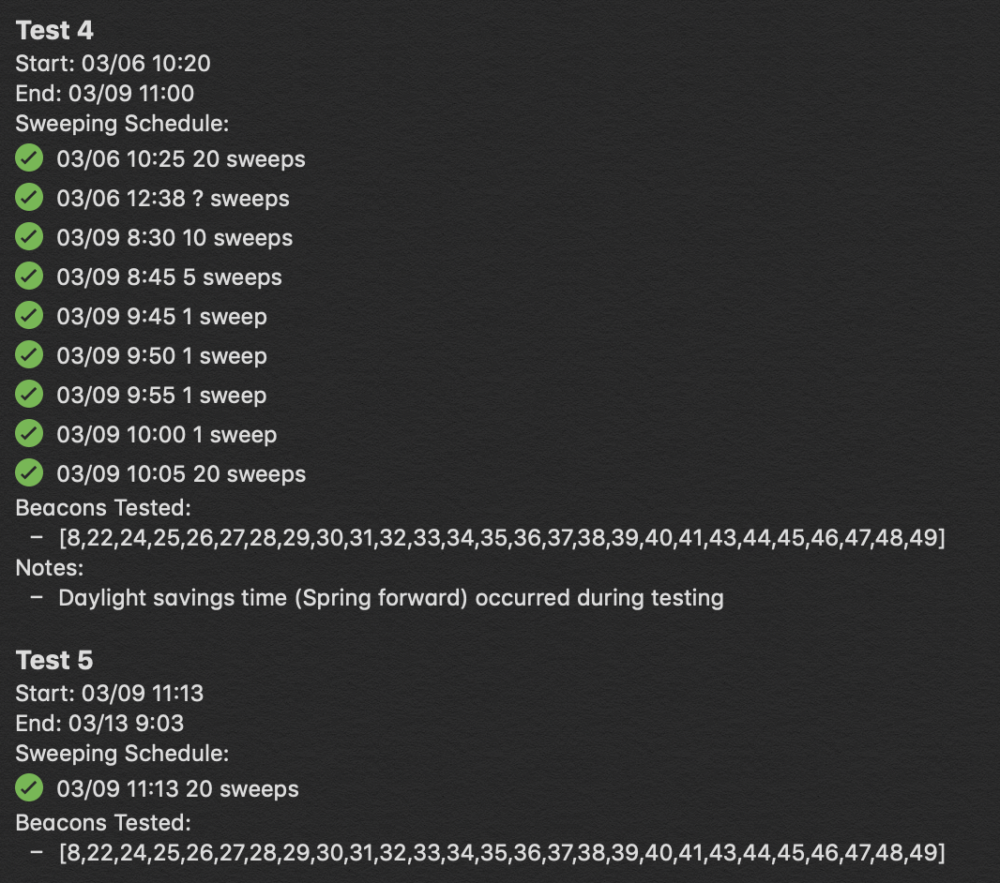 Test 4
Start: 03/06 10:20
End: 03/09 11:00
Sweeping Schedule:
03/06 10:25 20 sweeps
03/06 12:38 ? sweeps
03/09 8:30 10 sweeps
03/09 8:45 5 sweeps
03/09 9:45 1 sweep
03/09 9:50 1 sweep
03/09 9:55 1 sweep
03/09 10:00 1 sweep
03/09 10:05 20 sweeps
Beacons Tested:
– [8,22,24,25,26,27,28,29,30,31,32,33,34,35,36,37,38,39,40,41,43,44,45,46,47,48,49]
Notes:
– Daylight savings time (Spring forward) occurred during testing
Test 5
Start: 03/09 11:13
End: 03/13 9:03
Sweeping Schedule:
03/09 11:13 20 sweeps
Beacons Tested:
– [8,22,24,25,26,27,28,29,30,31,32,33,34,35,36,37,38,39,40,41,43,44,45,46,47,48,49]